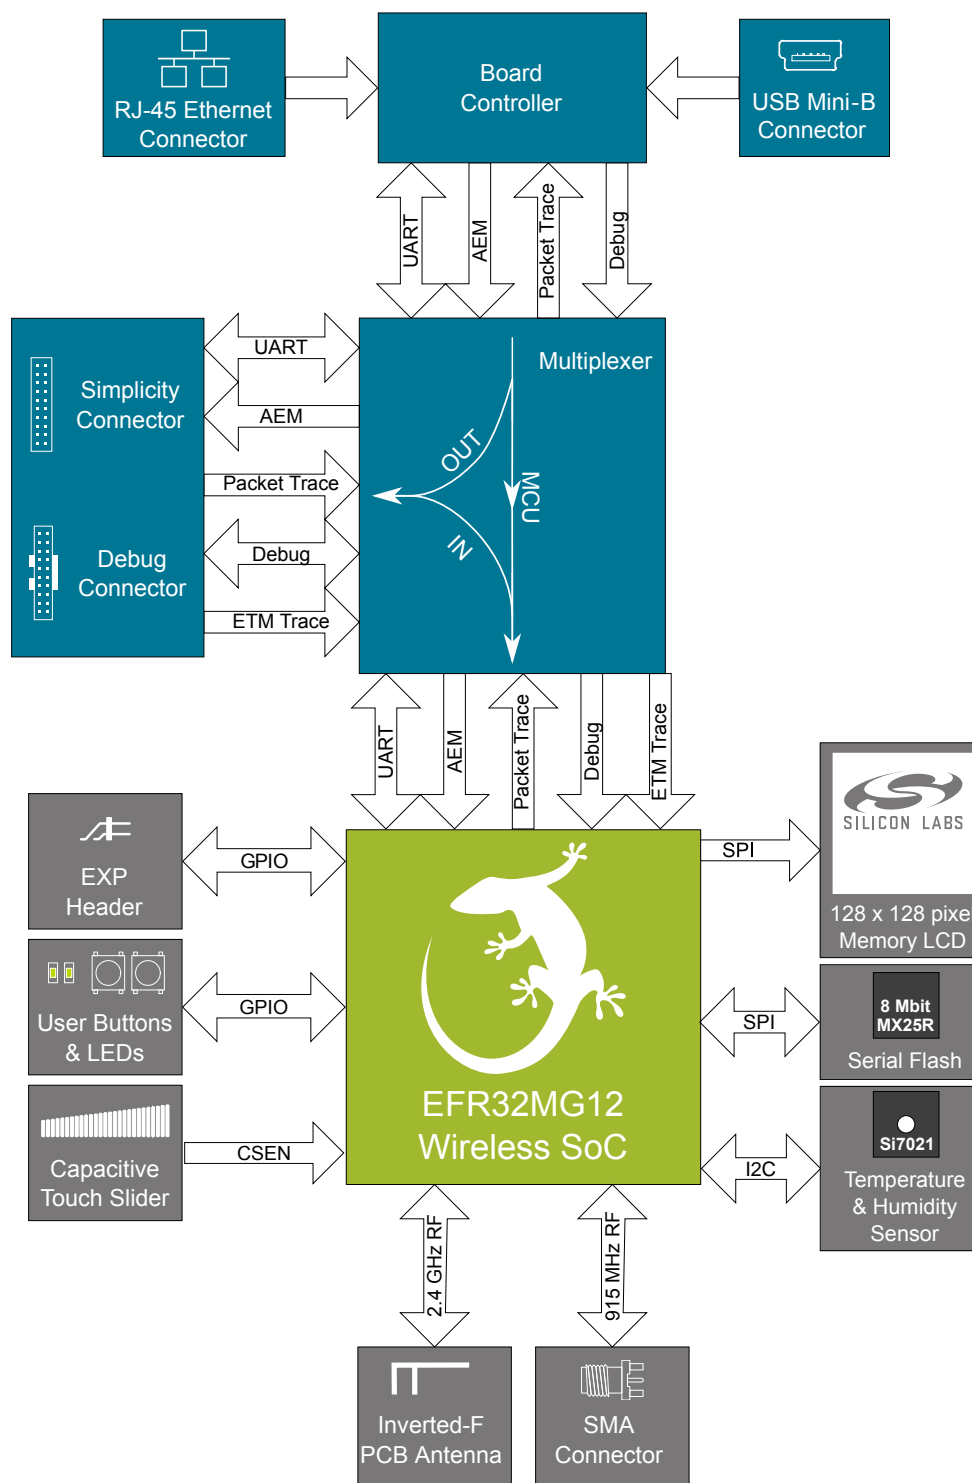 RJ-45 Ethernet
Connector
Board
Controller
USB Mini-B
Connector
UART
AEM
Packet Trace
Debug
Simplicity
Connector
Debug
Connector
UART
AEM
Packet Trace
Debug
ETM Trace
Multiplexer
OUT
MCU
IN
UART
AEM
Packet Trace
Debug
ETM Trace
EXP
Header
GPIO
User Buttons
& LEDs
GPIO
Capacitive
Touch Slider
CSEN
EFR32MG12
Wireless SoC
SPI
SILICON LABS
128 x 128 pixel
Memory LCD
SPI
8 Mbit
MX25R
Serial Flash
I2C
Si7021
Temperature
& Humidity
Sensor
2.4 GHz RF
915 MHz RF
Inverted-F
PCB Antenna
SMA
Connector